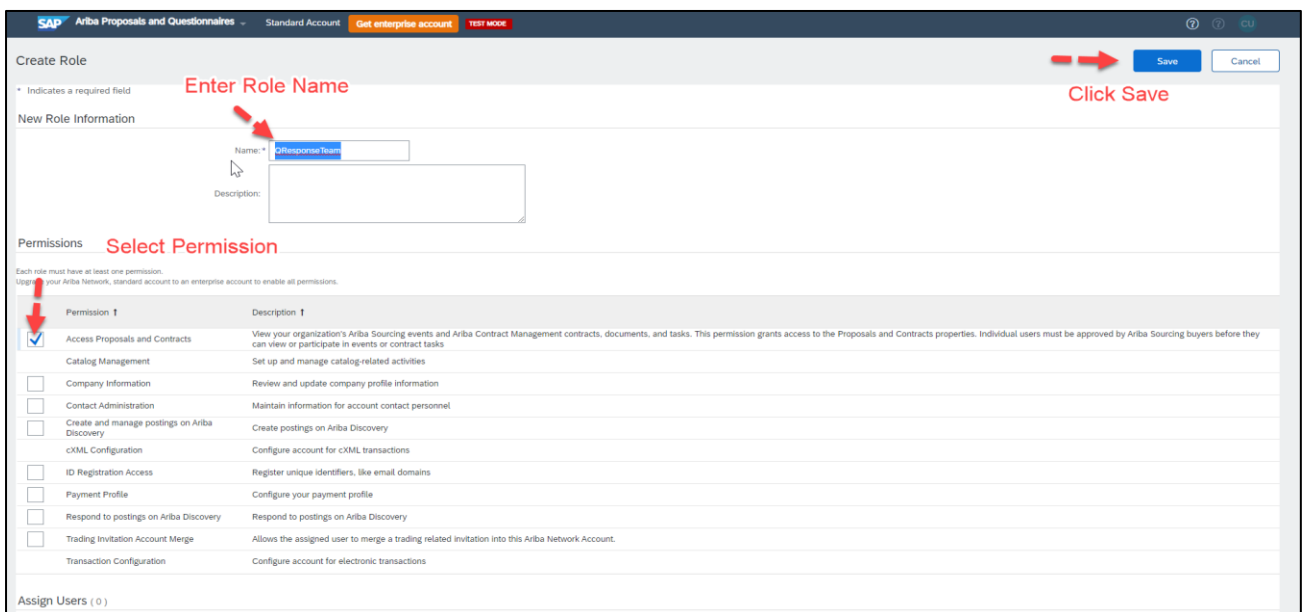 SAP Ariba Proposals and Questionnaires Standard Account Get enterprise account TEST MODE CU
Create Role Save Cancel
Enter Role Name
Click Save
* Indicates a required field
New Role Information
Name:* QResponseTeam
Description:
Permissions
Select Permission
Each role must have at least one permission.
Upgrade your Ariba Network, standard account to an enterprise account to enable all permissions.
Permission ↑ Description ↑
Access Proposals and Contracts View your organization's Ariba Sourcing events and Ariba Contract Management contracts, documents, and tasks. This permission grants access to the Proposals and Contracts properties. Individual users must be approved by Ariba Sourcing buyers before they
can view or participate in events or contract tasks
Catalog Management Set up and manage catalog-related activities
Company Information Review and update company profile information
Contact Administration Maintain information for account contact personnel
Create and manage postings on Ariba
Discovery Create postings on Ariba Discovery
cXML Configuration Configure account for cXML transactions
ID Registration Access Register unique identifiers, like email domains
Payment Profile Configure your payment profile
Respond to postings on Ariba Discovery Respond to postings on Ariba Discovery
Trading Invitation Account Merge Allows the assigned user to merge a trading related invitation into this Ariba Network Account.
Transaction Configuration Configure account for electronic transactions
Assign Users ( 0 )